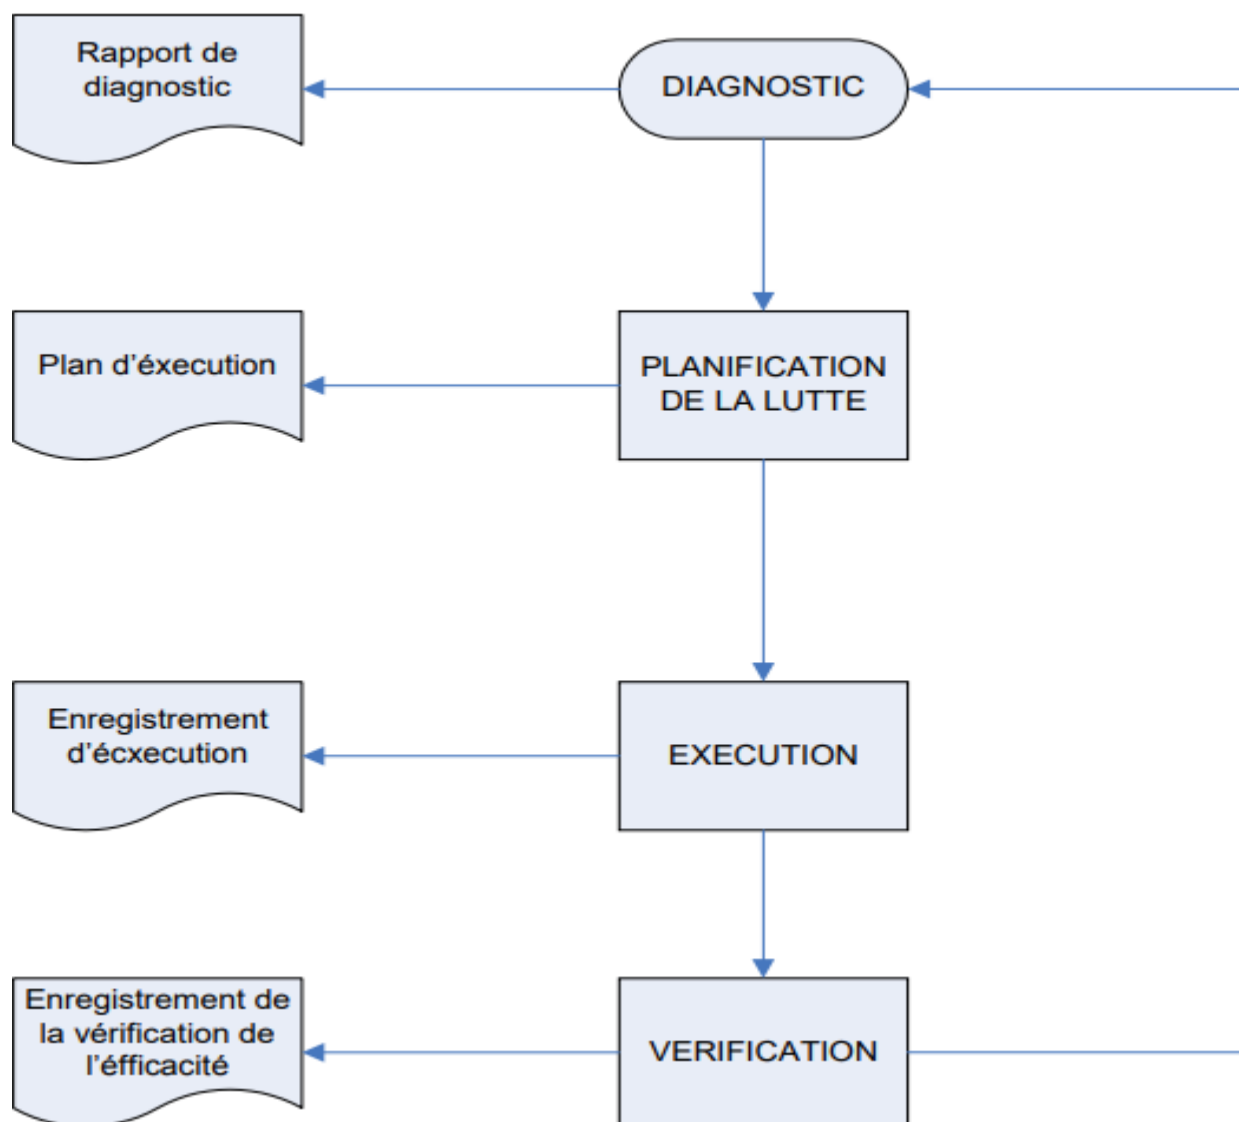 Rapport de
diagnostic
DIAGNOSTIC
Plan d'éxecution
PLANIFICATION
DE LA LUTTE
Enregistrement
d'écxecution
EXECUTION
Enregistrement de
la vérification de
l'éfficacité
VERIFICATION